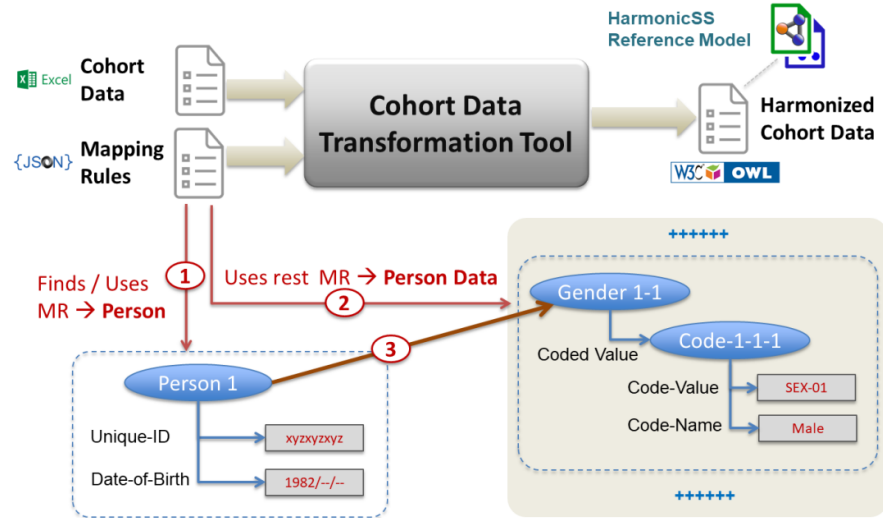 HarmonicSS
Reference Model
Excel
Cohort
Data
Cohort Data
Transformation Tool
Harmonized
Cohort Data
{JSON}
Mapping
Rules
W3C OWL
++++++
1
Finds / Uses
MR → Person
Uses rest MR → Person Data
2
Gender 1-1
3
Coded Value
Code-1-1-1
Person 1
Code-Value
SEX-01
Code-Name
Male
Unique-ID
xyzxyzxyz
Date-of-Birth
1982/--/--
++++++